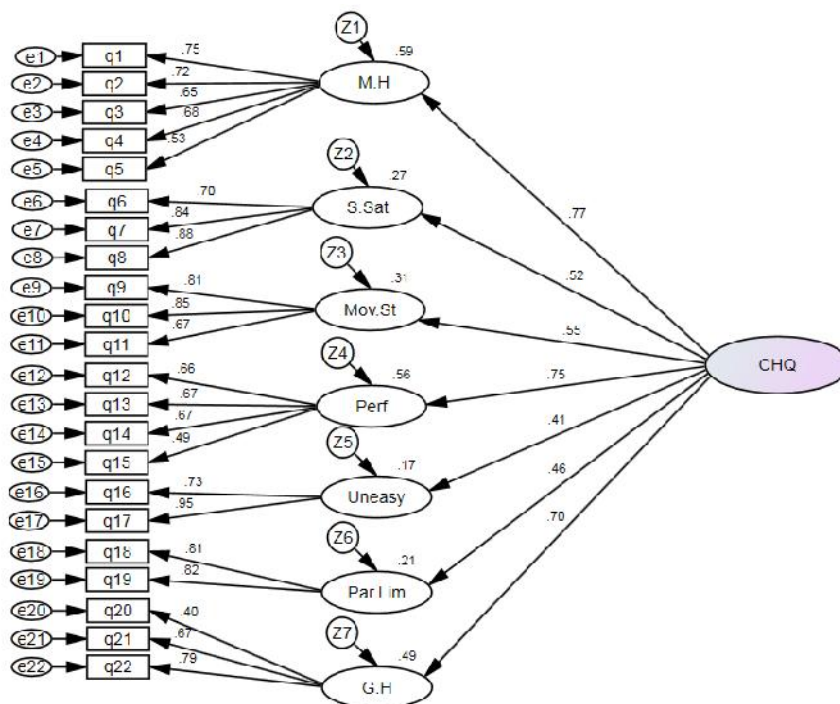 Z1
.59
e1 q1 .75
e2 q2 .72 M.H
e3 q3 .65
e4 q4 .68
e5 q5 .53
Z2
.27
e6 q6 .70
e7 q7 .84 S.Sat
e8 q8 .88
.77
.52
Z3
.31
e9 q9 .81
e10 q10 .85 Mov.St
e11 q11 .67
.55
CHQ
Z4
.56
e12 q12 .66
e13 q13 .67 Perf
e14 q14 .67
e15 q15 .49
.75
.41
.46
.70
Z5
.17
e16 q16 .73 Uneasy
e17 q17 .95
Z6
.21
e18 q18 .81
e19 q19 .82 Par.Lim
Z7
.49
e20 q20 .40
e21 q21 .67
e22 q22 .79 G.H